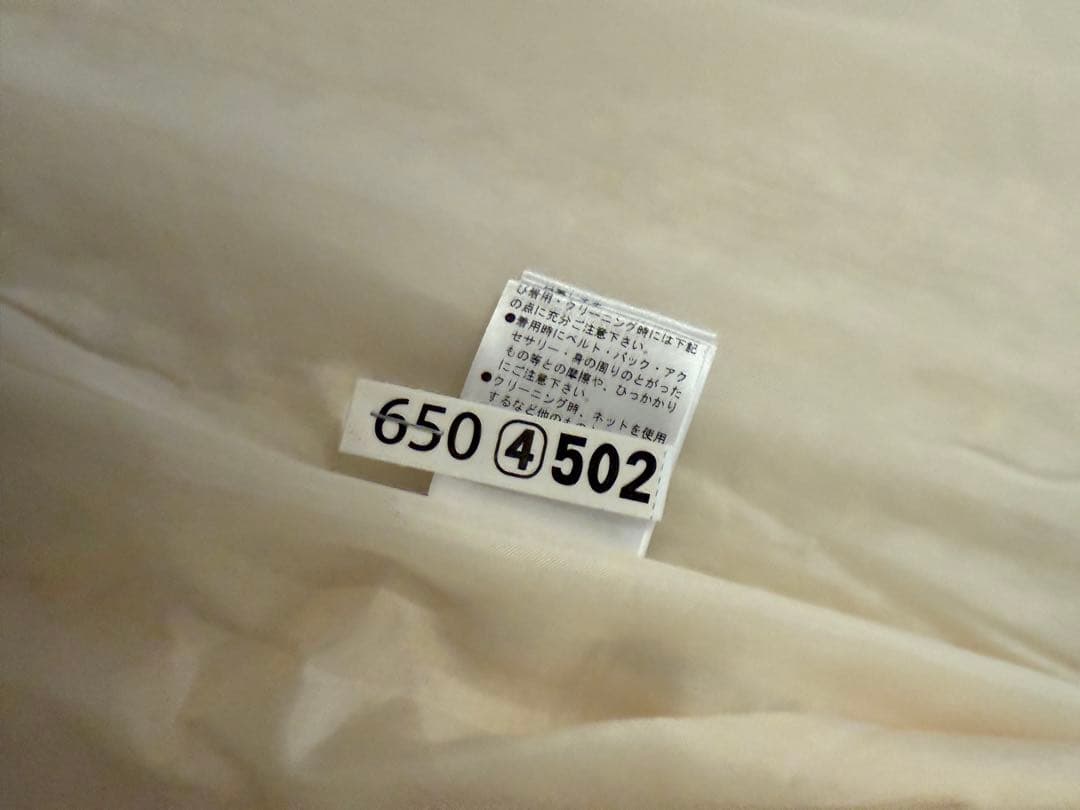 び着用・クリーニング時には下記
の点に充分ご注意下さい。
●着用時にベルト・バック・アク
セサリー・身の周りのとがった
もの等との摩擦や、ひっかかり
にご注意下さい。
●クリーニング時、ネットを使用
するなど他のもの
650 ④ 502